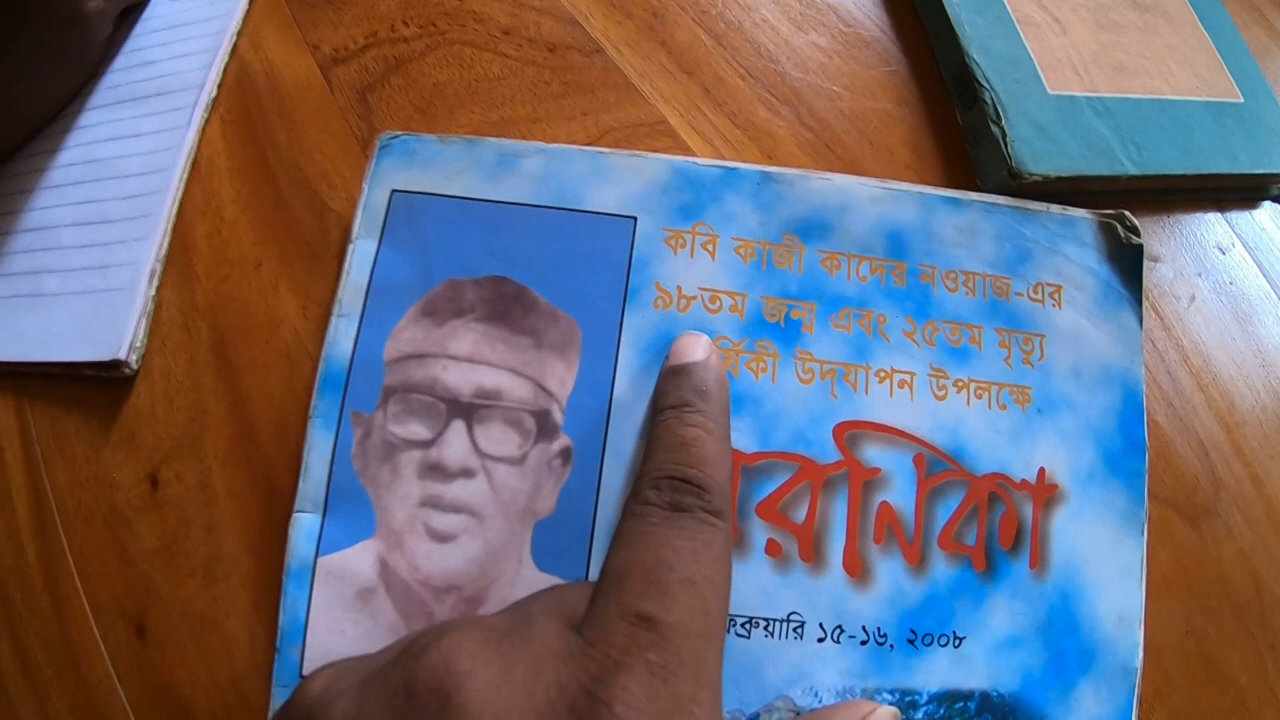 কবি কাজী কাদের নওয়াজ-এর
৯৮তম জন্ম এবং ২৫তম মৃত্যু
উদ্‌যাপন উপলক্ষে
১৫-১৬, ২০০৮